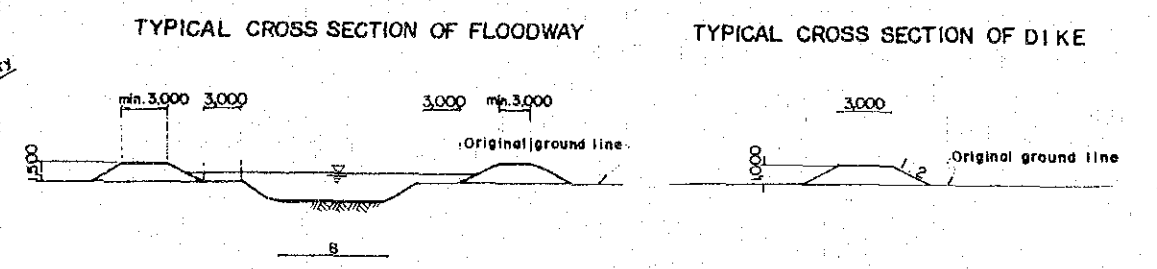 TYPICAL CROSS SECTION OF FLOODWAY
min. 3,000 3,000 3,000 min. 3,000
1,500
Original ground line
B
TYPICAL CROSS SECTION OF DIKE
3,000
1,000
1
2
Original ground line